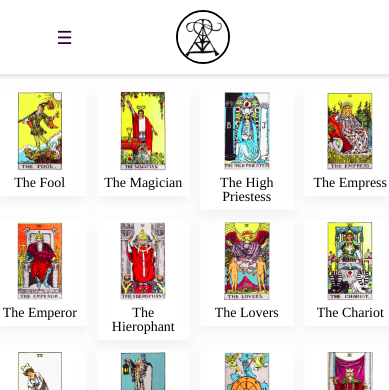 THE FOOL.
THE MAGICIAN.
THE HIGH PRIESTESS
THE EMPRESS.
The Fool
The Magician
The High
Priestess
The Empress
THE EMPEROR.
THE HIEROPHANT
THE LOVERS.
THE CHARIOT.
The Emperor
The
Hierophant
The Lovers
The Chariot